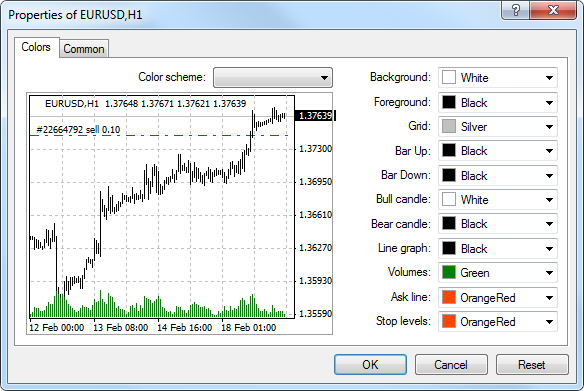 Properties of EURUSD,H1
Colors
Common
Color scheme:
EURUSD,H1 1.37648 1.37671 1.37621 1.37639
#22664792 sell 0.10
1.37639
1.37300
1.36950
1.36610
1.36270
1.35930
1.35590
12 Feb 00:00
13 Feb 08:00
14 Feb 16:00
18 Feb 01:00
Background: White
Foreground: Black
Grid: Silver
Bar Up: Black
Bar Down: Black
Bull candle: White
Bear candle: Black
Line graph: Black
Volumes: Green
Ask line: OrangeRed
Stop levels: OrangeRed
OK
Cancel
Reset